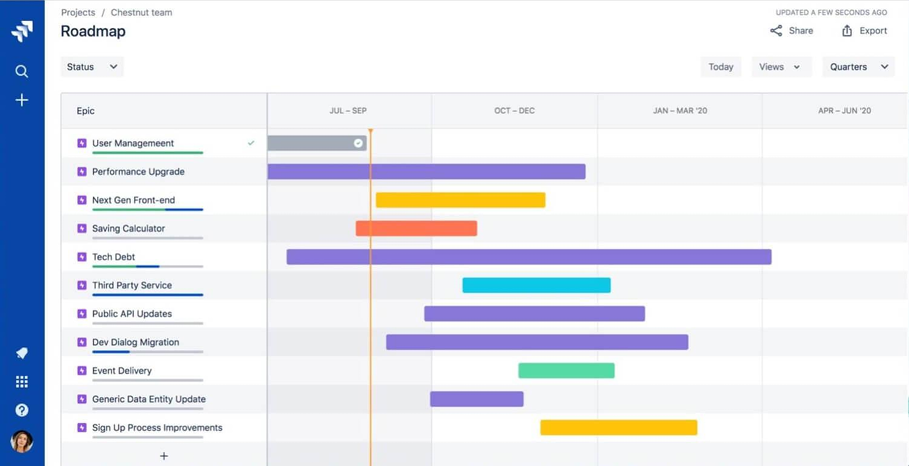 Projects / Chestnut team
UPDATED A FEW SECONDS AGO
Roadmap
Share
Export
Status
Today
Views
Quarters
Epic
JUL – SEP
OCT – DEC
JAN – MAR '20
APR – JUN '20
User Managemeent
Performance Upgrade
Next Gen Front-end
Saving Calculator
Tech Debt
Third Party Service
Public API Updates
Dev Dialog Migration
Event Delivery
Generic Data Entity Update
Sign Up Process Improvements